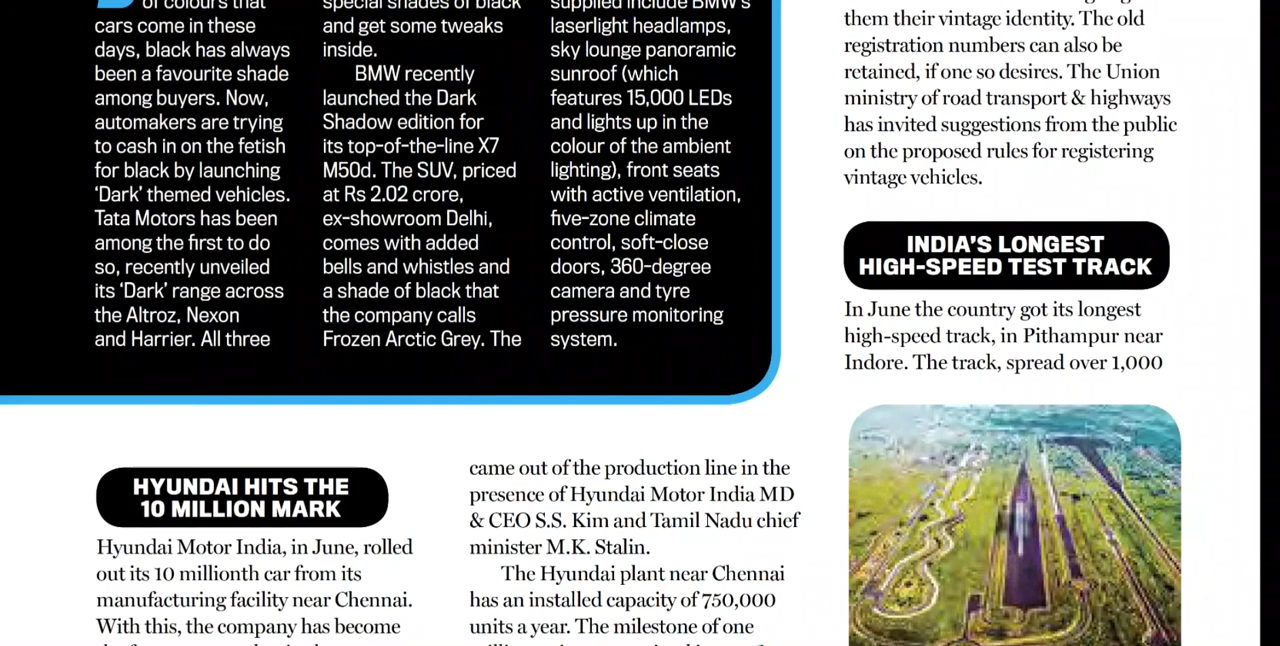 of colours that
cars come in these
days, black has always
been a favourite shade
among buyers. Now,
automakers are trying
to cash in on the fetish
for black by launching
‘Dark’ themed vehicles.
Tata Motors has been
among the first to do
so, recently unveiled
its ‘Dark’ range across
the Altroz, Nexon
and Harrier. All three
special shades of black
and get some tweaks
inside.
BMW recently
launched the Dark
Shadow edition for
its top-of-the-line X7
M50d. The SUV, priced
at Rs 2.02 crore,
ex-showroom Delhi,
comes with added
bells and whistles and
a shade of black that
the company calls
Frozen Arctic Grey. The
supplied include BMW’s
laserlight headlamps,
sky lounge panoramic
sunroof (which
features 15,000 LEDs
and lights up in the
colour of the ambient
lighting), front seats
with active ventilation,
five-zone climate
control, soft-close
doors, 360-degree
camera and tyre
pressure monitoring
system.
HYUNDAI HITS THE
10 MILLION MARK
Hyundai Motor India, in June, rolled
out its 10 millionth car from its
manufacturing facility near Chennai.
With this, the company has become
came out of the production line in the
presence of Hyundai Motor India MD
& CEO S.S. Kim and Tamil Nadu chief
minister M.K. Stalin.
The Hyundai plant near Chennai
has an installed capacity of 750,000
units a year. The milestone of one
them their vintage identity. The old
registration numbers can also be
retained, if one so desires. The Union
ministry of road transport & highways
has invited suggestions from the public
on the proposed rules for registering
vintage vehicles.
INDIA’S LONGEST
HIGH-SPEED TEST TRACK
In June the country got its longest
high-speed track, in Pithampur near
Indore. The track, spread over 1,000